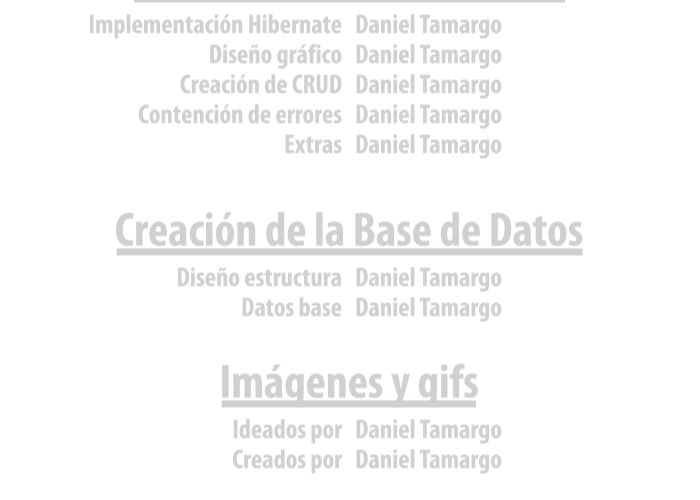 Implementación Hibernate Daniel Tamargo
Diseño gráfico Daniel Tamargo
Creación de CRUD Daniel Tamargo
Contención de errores Daniel Tamargo
Extras Daniel Tamargo
Creación de la Base de Datos
Diseño estructura Daniel Tamargo
Datos base Daniel Tamargo
Imágenes y gifs
Ideados por Daniel Tamargo
Creados por Daniel Tamargo